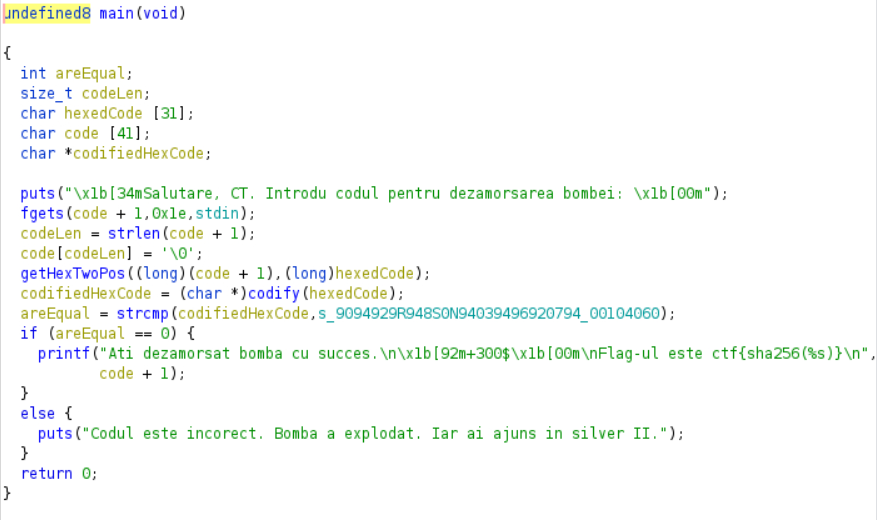 undefined8 main(void)
{
int areEqual;
size_t codeLen;
char hexedCode [31];
char code [41];
char *codifiedHexCode;
puts("\x1b[34mSalutare, CT. Introdu codul pentru dezamorsarea bombei: \x1b[00m");
fgets(code + 1,0x1e,stdin);
codeLen = strlen(code + 1);
code[codeLen] = '\0';
getHexTwoPos((long)(code + 1),(long)hexedCode);
codifiedHexCode = (char *)codify(hexedCode);
areEqual = strcmp(codifiedHexCode,s_9094929R948S0N94039496920794_00104060);
if (areEqual == 0) {
printf("Ati dezamorsat bomba cu succes.\n\x1b[92m+300$\x1b[00m\nFlag-ul este ctf{sha256(%s)}\n",
code + 1);
}
else {
puts("Codul este incorect. Bomba a explodat. Iar ai ajuns in silver II.");
}
return 0;
}